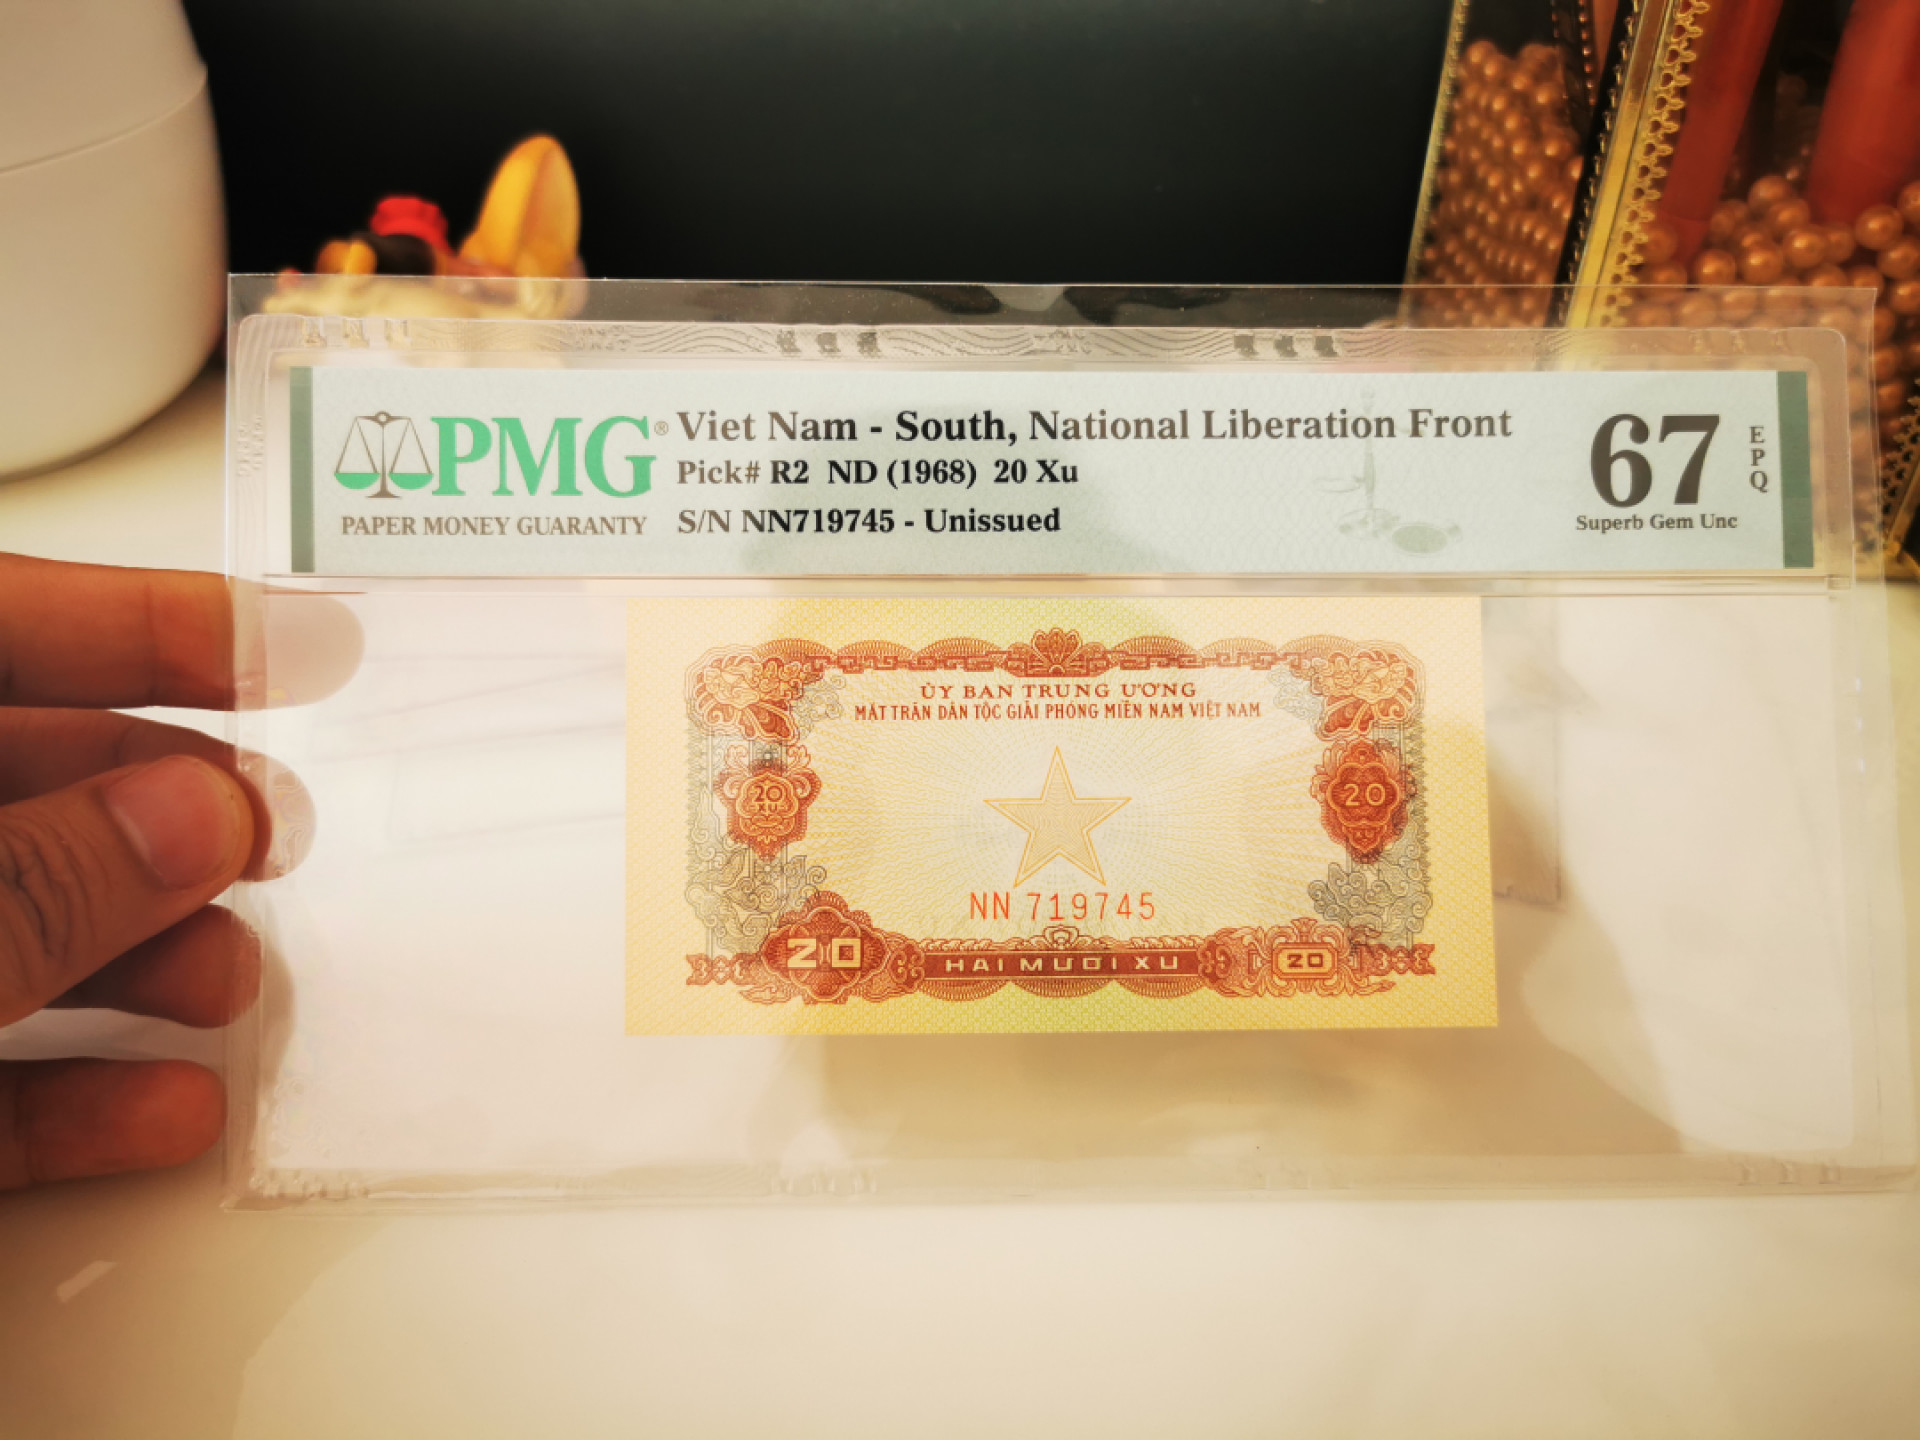 PMG®
PAPER MONEY GUARANTY
Viet Nam - South, National Liberation Front
Pick# R2 ND (1968) 20 Xu
S/N NN719745 - Unissued
67
EPQ
Superb Gem Unc
ỦY BAN TRUNG ƯƠNG
MẶT TRẬN DÂN TỘC GIẢI PHÓNG MIỀN NAM VIỆT NAM
20
XU
20
XU
NN 719745
20
HAI MƯƠI XU
20